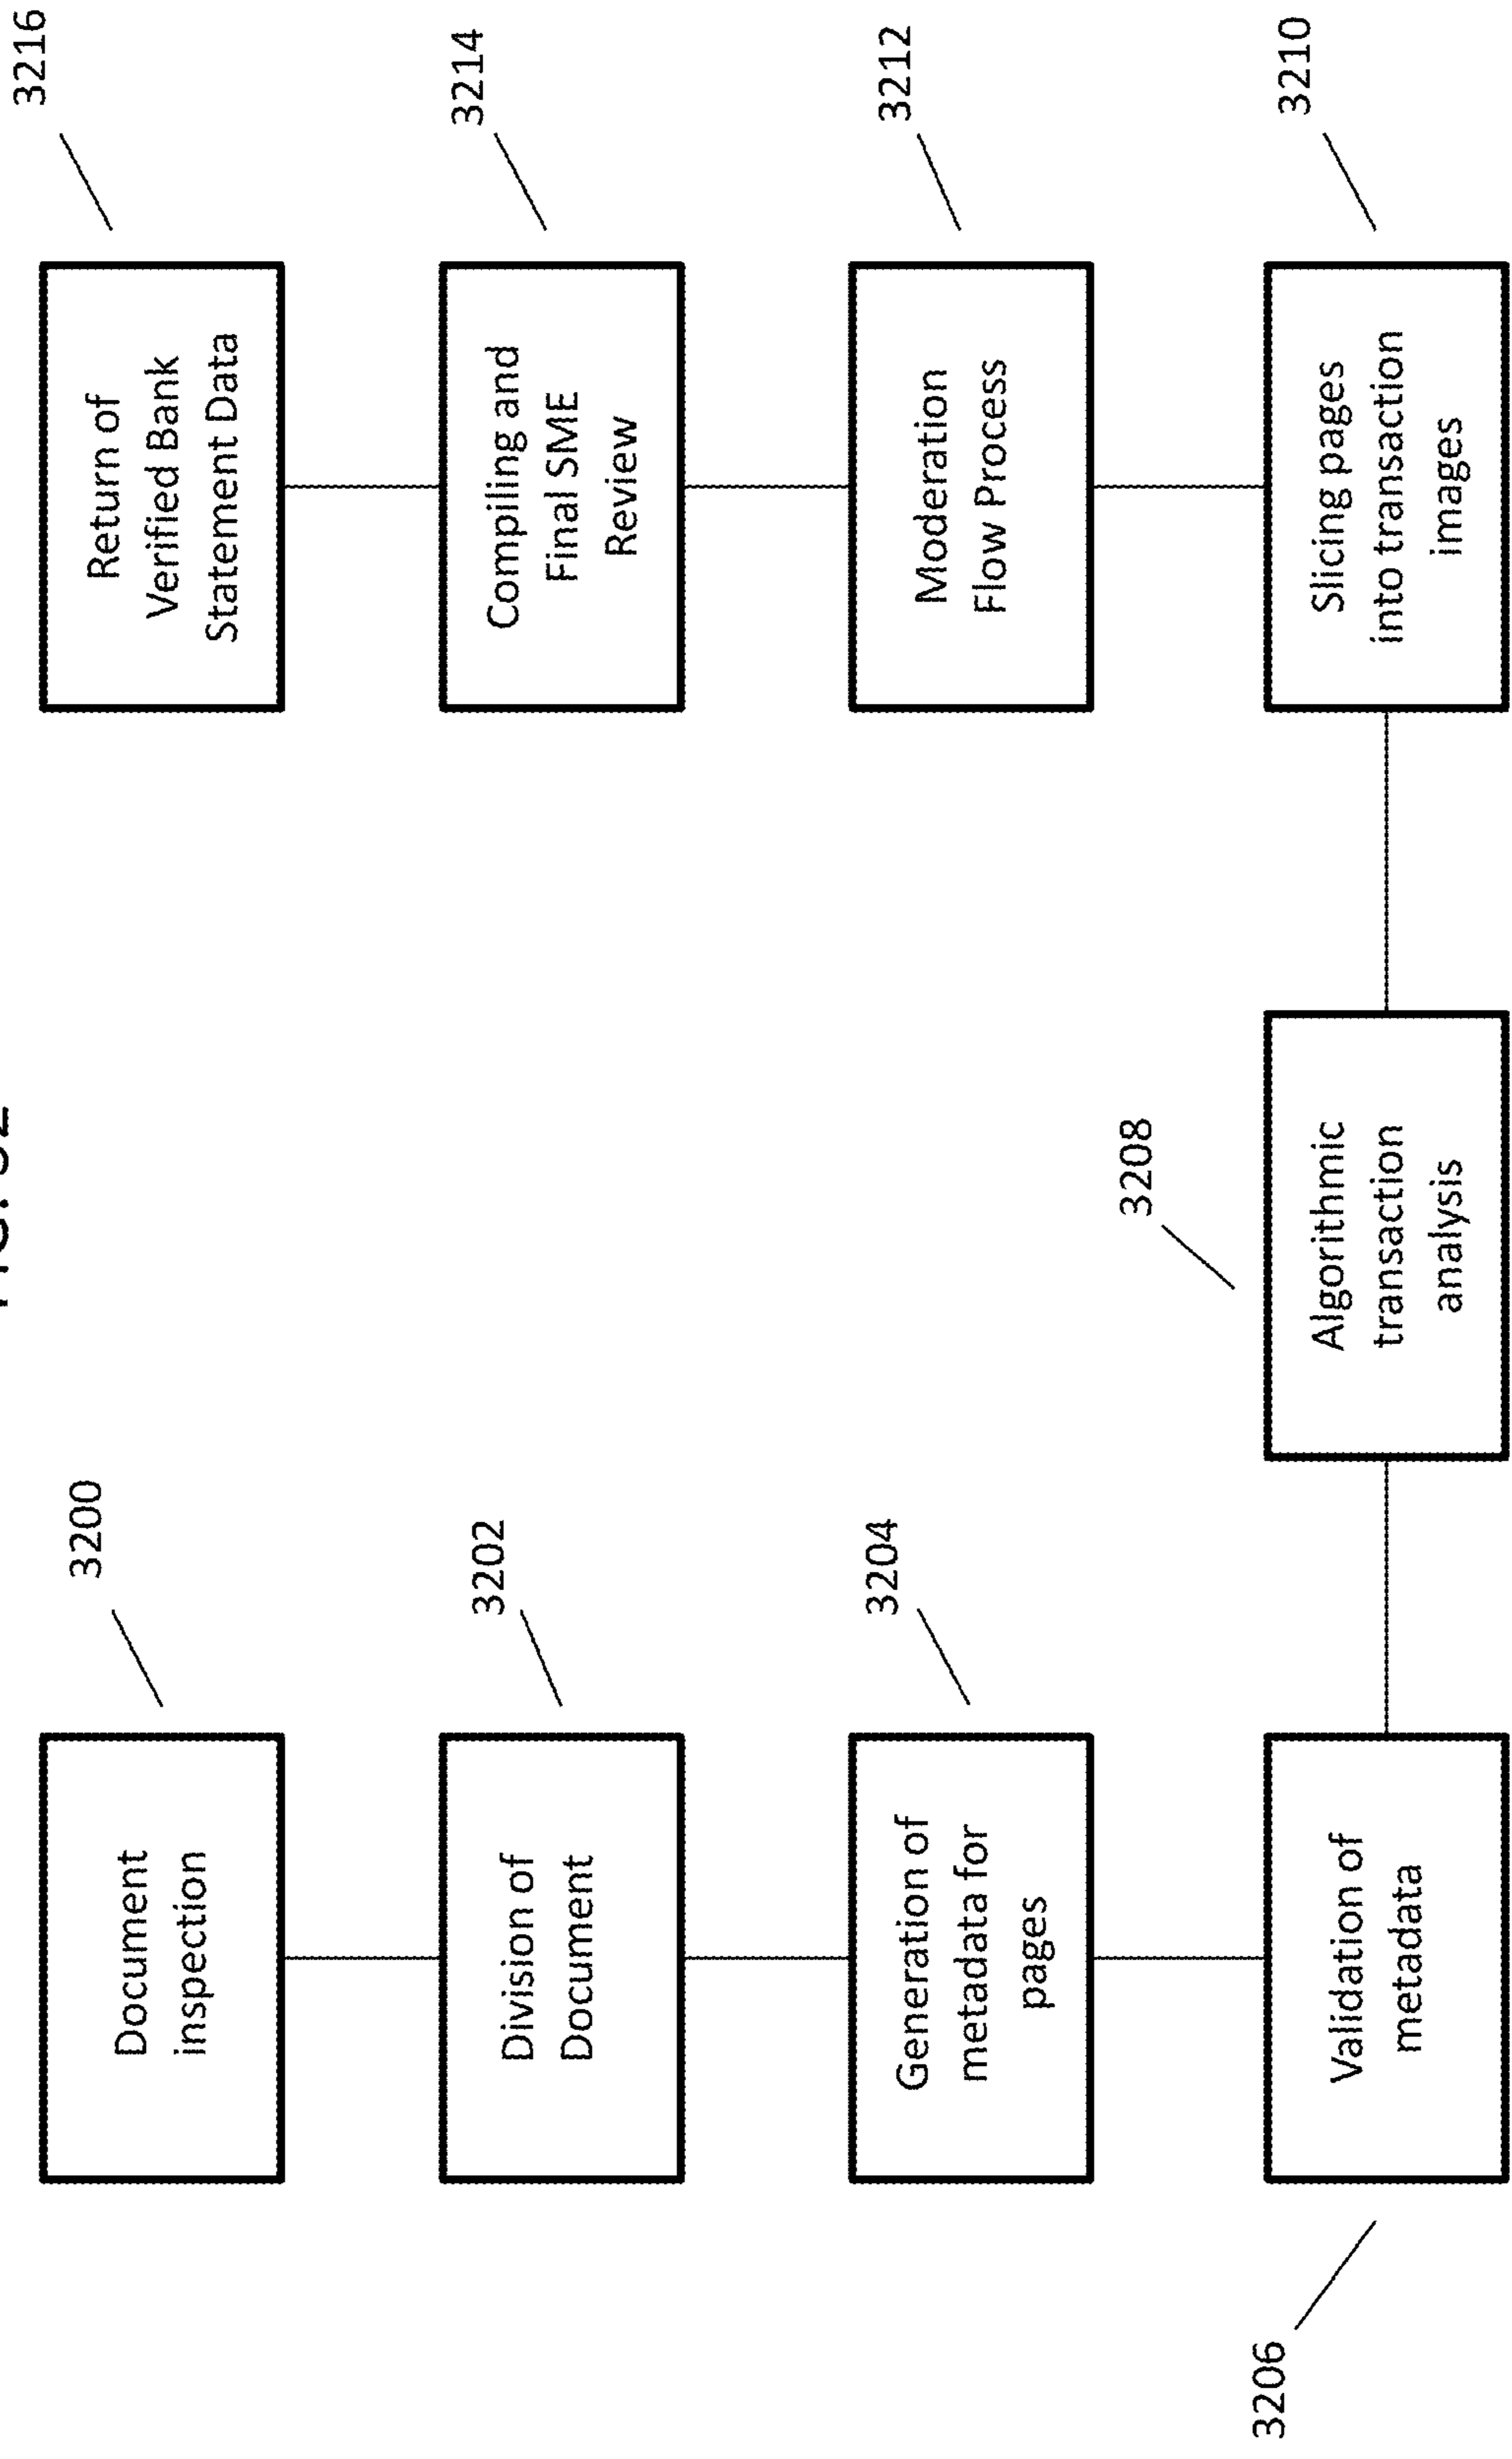 FIG. 32
3200
Document
inspection
3202
Division of
Document
3204
Generation of
metadata for
pages
3206
Validation of
metadata
3208
Algorithmic
transaction
analysis
3210
Slicing pages
into transaction
images
3212
Moderation
Flow Process
3214
Compiling and
Final SME
Review
3216
Return of
Verified Bank
Statement Data